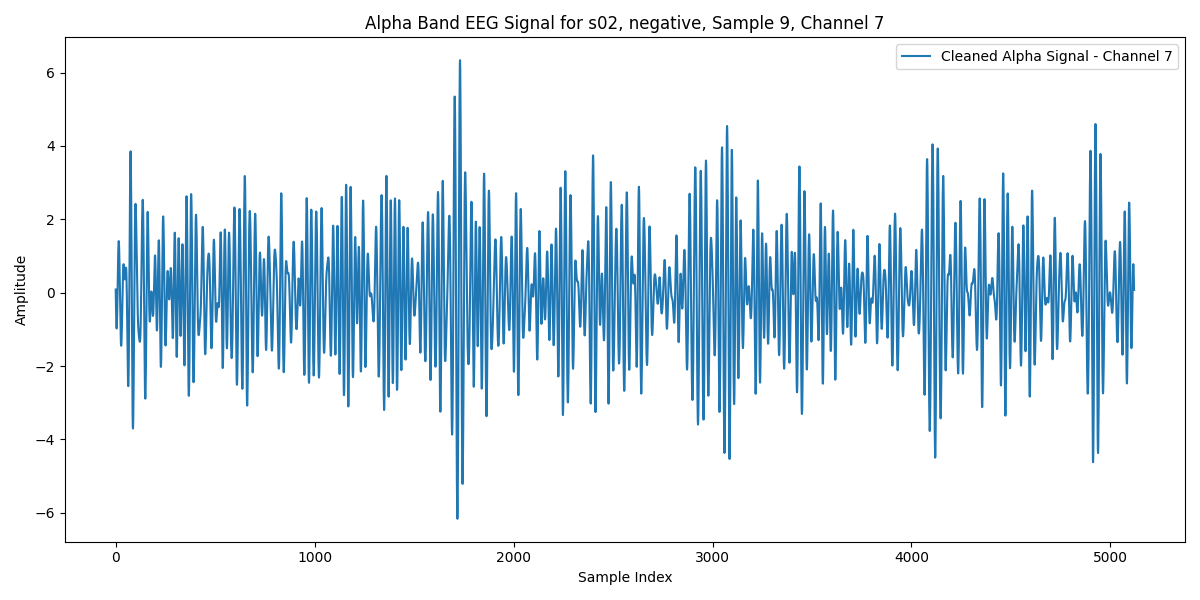 Alpha Band EEG Signal for s02, negative, Sample 9, Channel 7
Cleaned Alpha Signal - Channel 7
Amplitude
6
4
2
0
−2
−4
−6
0 1000 2000 3000 4000 5000
Sample Index